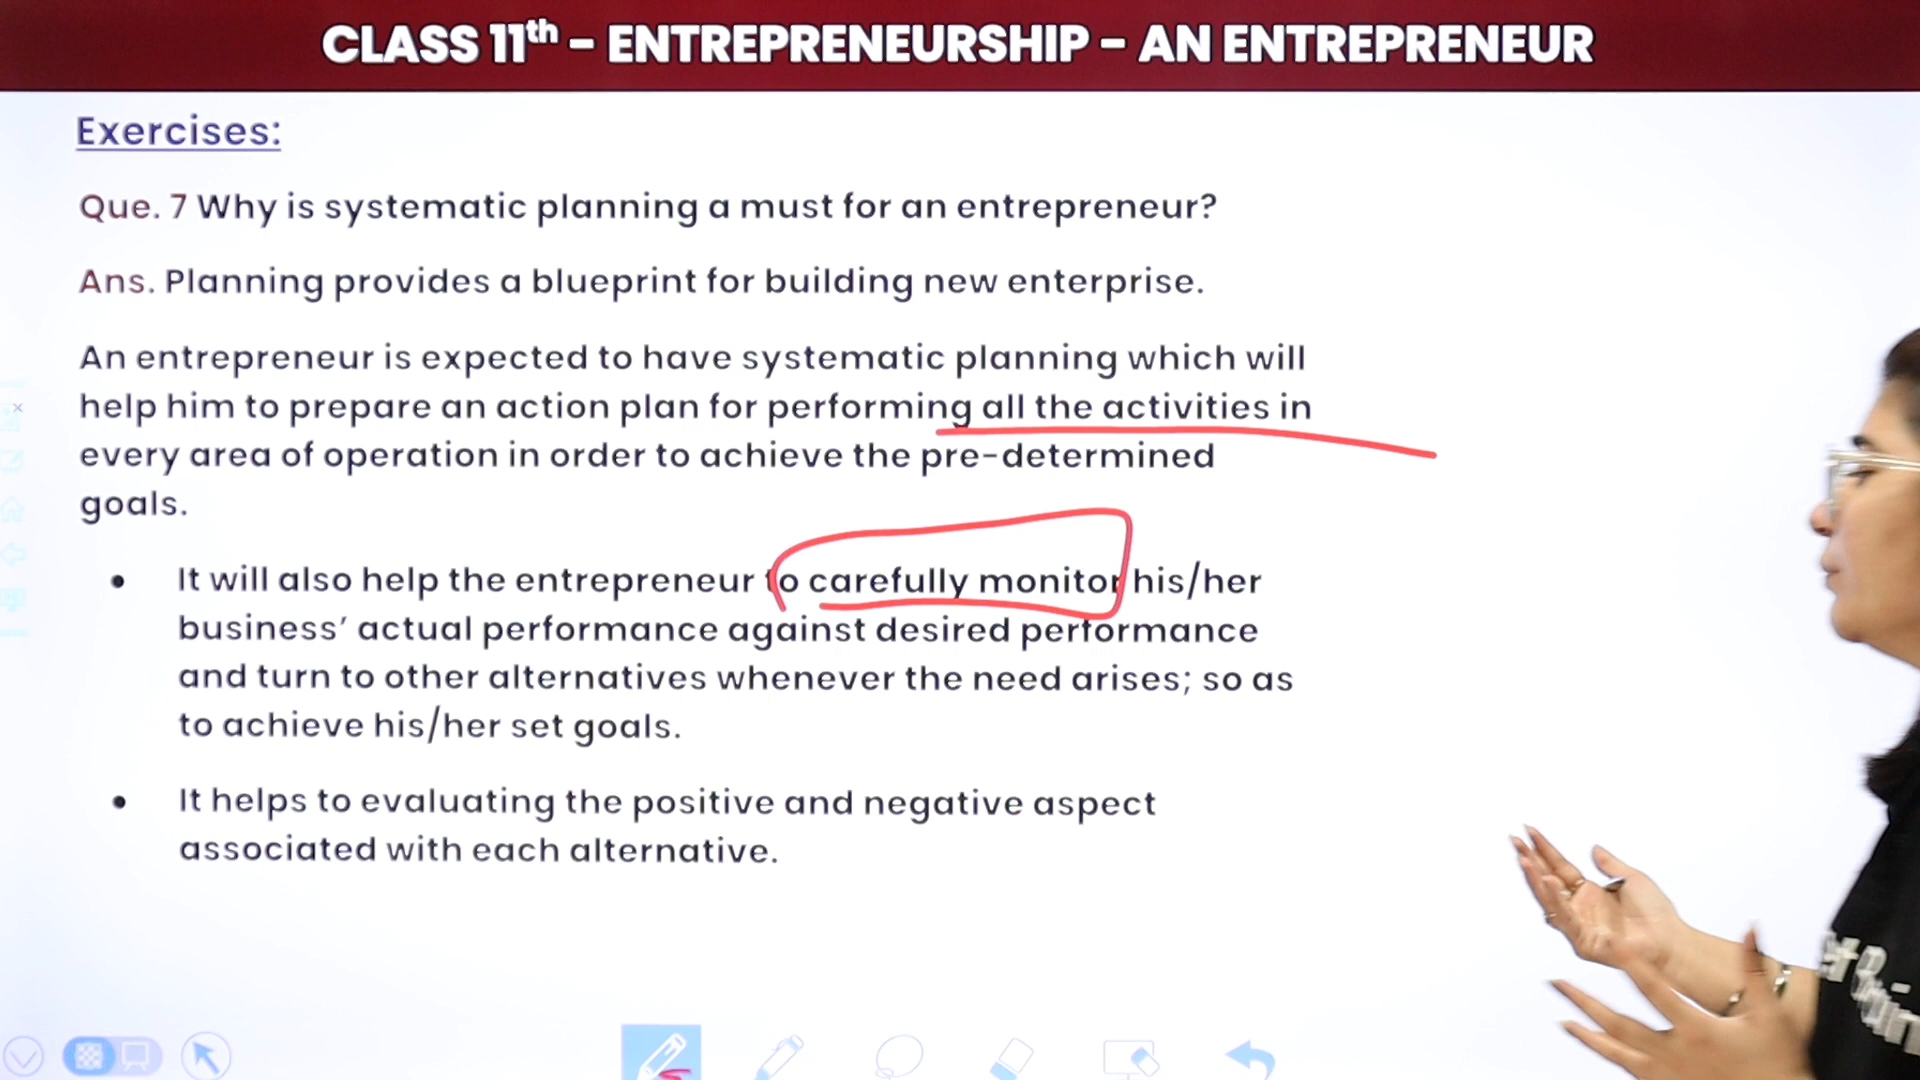 CLASS 11th – ENTREPRENEURSHIP – AN ENTREPRENEUR
Exercises:
Que. 7 Why is systematic planning a must for an entrepreneur?
Ans. Planning provides a blueprint for building new enterprise.
An entrepreneur is expected to have systematic planning which will
help him to prepare an action plan for performing all the activities in
every area of operation in order to achieve the pre-determined
goals.
• It will also help the entrepreneur to carefully monitor his/her
business' actual performance against desired performance
and turn to other alternatives whenever the need arises; so as
to achieve his/her set goals.
• It helps to evaluating the positive and negative aspect
associated with each alternative.